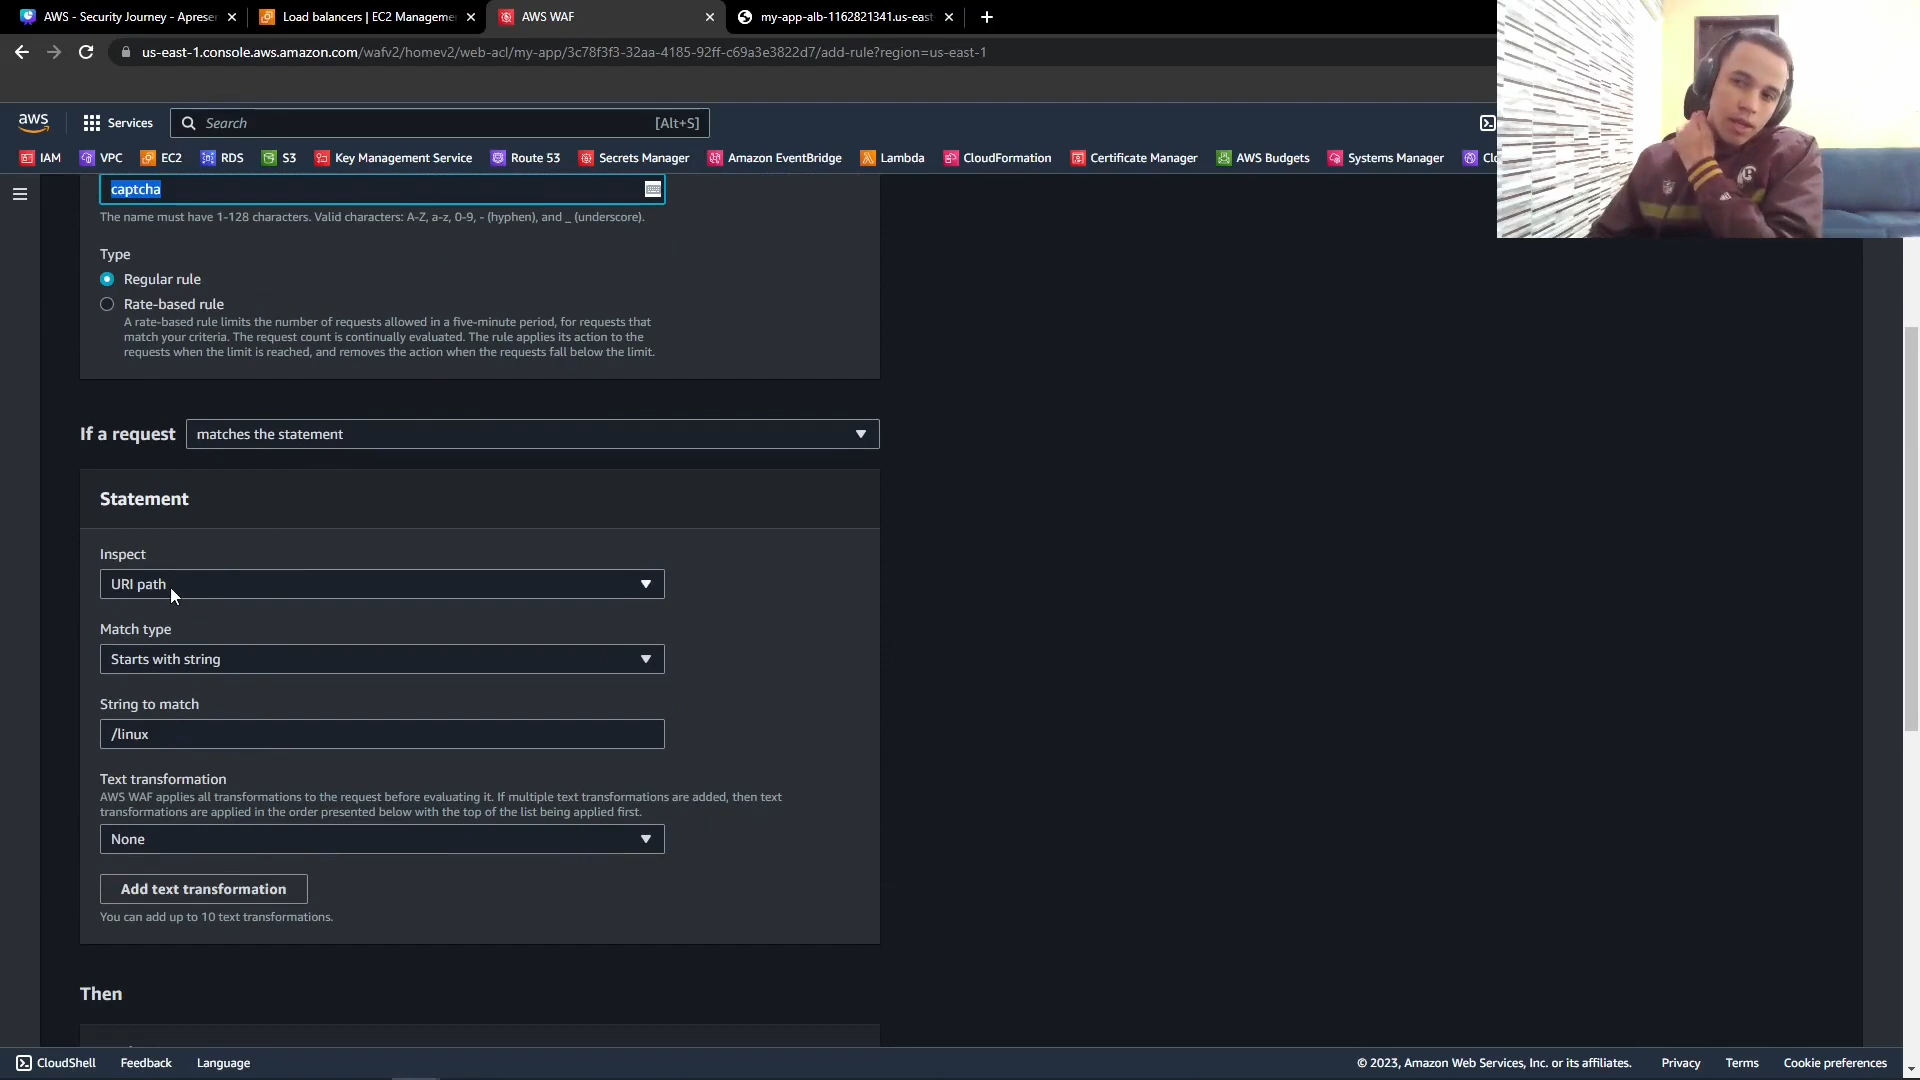 AWS - Security Journey - Aprese
Load balancers | EC2 Manageme
AWS WAF
my-app-alb-1162821341.us-east
us-east-1.console.aws.amazon.com/wafv2/homev2/web-acl/my-app/3c78f3f3-32aa-4185-92ff-c69a3e3822d7/add-rule?region=us-east-1
aws
Services
Search
[Alt+S]
IAM
VPC
EC2
RDS
S3
Key Management Service
Route 53
Secrets Manager
Amazon EventBridge
Lambda
CloudFormation
Certificate Manager
AWS Budgets
Systems Manager
Clo
captcha
The name must have 1-128 characters. Valid characters: A-Z, a-z, 0-9, - (hyphen), and _ (underscore).
Type
Regular rule
Rate-based rule
A rate-based rule limits the number of requests allowed in a five-minute period, for requests that
match your criteria. The request count is continually evaluated. The rule applies its action to the
requests when the limit is reached, and removes the action when the requests fall below the limit.
If a request
matches the statement
Statement
Inspect
URI path
Match type
Starts with string
String to match
/linux
Text transformation
AWS WAF applies all transformations to the request before evaluating it. If multiple text transformations are added, then text
transformations are applied in the order presented below with the top of the list being applied first.
None
Add text transformation
You can add up to 10 text transformations.
Then
CloudShell
Feedback
Language
© 2023, Amazon Web Services, Inc. or its affiliates.
Privacy
Terms
Cookie preferences